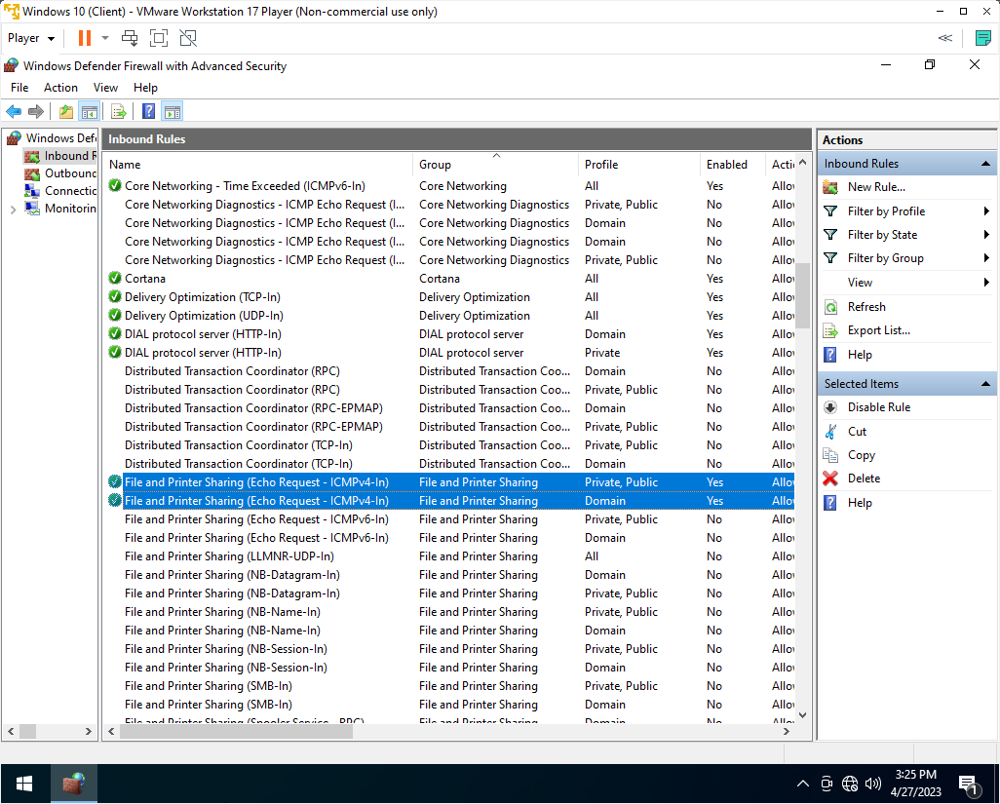 Windows 10 (Client) - VMware Workstation 17 Player (Non-commercial use only)
Player
Windows Defender Firewall with Advanced Security
File Action View Help
Windows Defe
Inbound R
Outbound
Connectic
Monitorin
Inbound Rules
Name Group Profile Enabled Actic
Core Networking - Time Exceeded (ICMPv6-In) Core Networking All Yes Allow
Core Networking Diagnostics - ICMP Echo Request (I... Core Networking Diagnostics Private, Public No Allow
Core Networking Diagnostics - ICMP Echo Request (I... Core Networking Diagnostics Domain No Allow
Core Networking Diagnostics - ICMP Echo Request (I... Core Networking Diagnostics Domain No Allow
Core Networking Diagnostics - ICMP Echo Request (I... Core Networking Diagnostics Private, Public No Allow
Cortana Cortana All Yes Allow
Delivery Optimization (TCP-In) Delivery Optimization All Yes Allow
Delivery Optimization (UDP-In) Delivery Optimization All Yes Allow
DIAL protocol server (HTTP-In) DIAL protocol server Domain Yes Allow
DIAL protocol server (HTTP-In) DIAL protocol server Private Yes Allow
Distributed Transaction Coordinator (RPC) Distributed Transaction Coo... Domain No Allow
Distributed Transaction Coordinator (RPC) Distributed Transaction Coo... Private, Public No Allow
Distributed Transaction Coordinator (RPC-EPMAP) Distributed Transaction Coo... Domain No Allow
Distributed Transaction Coordinator (RPC-EPMAP) Distributed Transaction Coo... Private, Public No Allow
Distributed Transaction Coordinator (TCP-In) Distributed Transaction Coo... Private, Public No Allow
Distributed Transaction Coordinator (TCP-In) Distributed Transaction Coo... Domain No Allow
File and Printer Sharing (Echo Request - ICMPv4-In) File and Printer Sharing Private, Public Yes Allow
File and Printer Sharing (Echo Request - ICMPv4-In) File and Printer Sharing Domain Yes Allow
File and Printer Sharing (Echo Request - ICMPv6-In) File and Printer Sharing Private, Public No Allow
File and Printer Sharing (Echo Request - ICMPv6-In) File and Printer Sharing Domain No Allow
File and Printer Sharing (LLMNR-UDP-In) File and Printer Sharing All No Allow
File and Printer Sharing (NB-Datagram-In) File and Printer Sharing Domain No Allow
File and Printer Sharing (NB-Datagram-In) File and Printer Sharing Private, Public No Allow
File and Printer Sharing (NB-Name-In) File and Printer Sharing Private, Public No Allow
File and Printer Sharing (NB-Name-In) File and Printer Sharing Domain No Allow
File and Printer Sharing (NB-Session-In) File and Printer Sharing Private, Public No Allow
File and Printer Sharing (NB-Session-In) File and Printer Sharing Domain No Allow
File and Printer Sharing (SMB-In) File and Printer Sharing Private, Public No Allow
File and Printer Sharing (SMB-In) File and Printer Sharing Domain No Allow
File and Printer Sharing (Spooler Service - RPC) File and Printer Sharing Domain No Allow
Actions
Inbound Rules
New Rule...
Filter by Profile
Filter by State
Filter by Group
View
Refresh
Export List...
Help
Selected Items
Disable Rule
Cut
Copy
Delete
Help
3:25 PM
4/27/2023
1